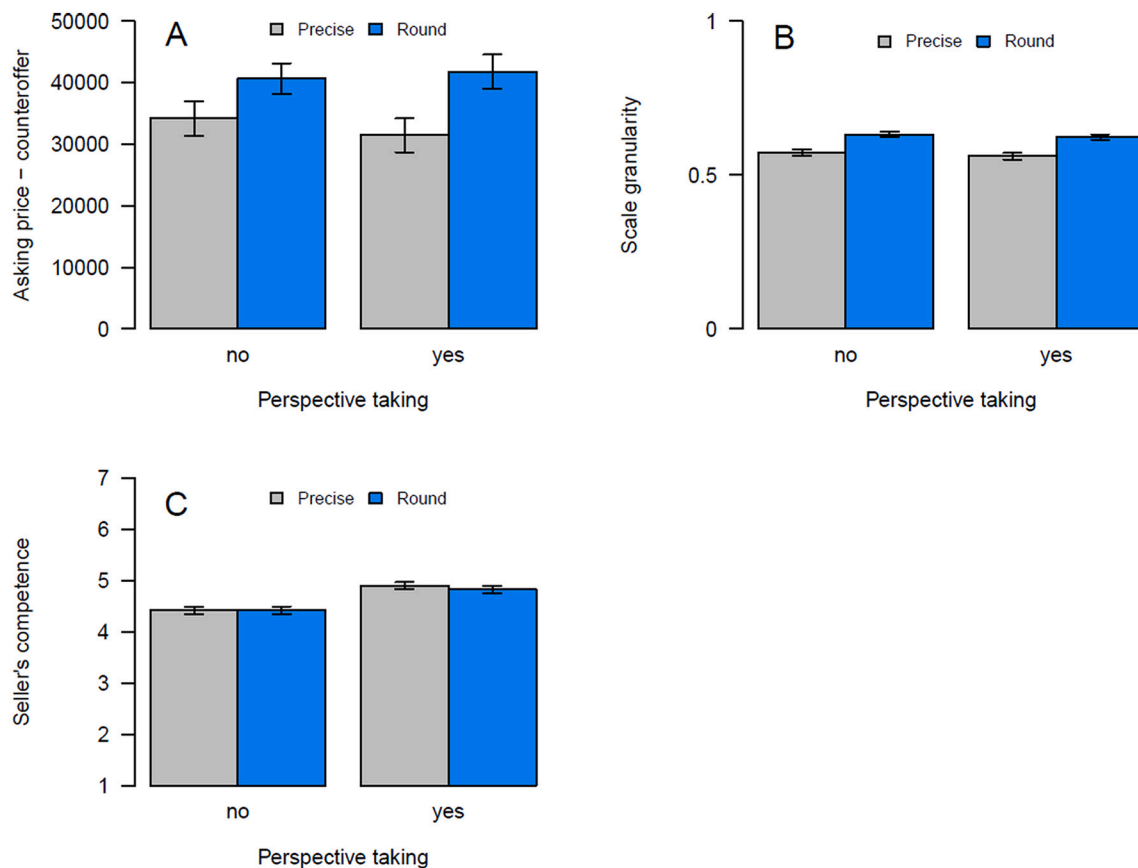 A
Precise Round
Asking price − counteroffer
50000
40000
30000
20000
10000
0
no yes
Perspective taking
B
Precise Round
Scale granularity
1
0.5
0
no yes
Perspective taking
C
Precise Round
Seller's competence
7
6
5
4
3
2
1
no yes
Perspective taking